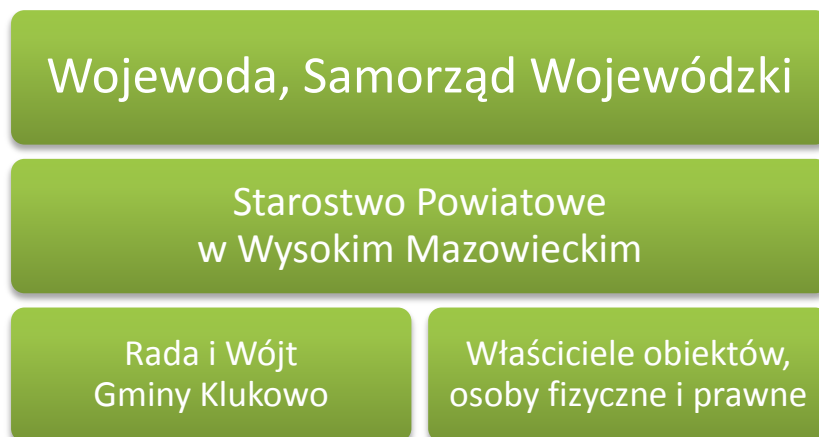 Wojewoda, Samorząd Wojewódzki
Starostwo Powiatowe
w Wysokim Mazowieckim
Rada i Wójt
Gminy Klukowo
Właściciele obiektów,
osoby fizyczne i prawne